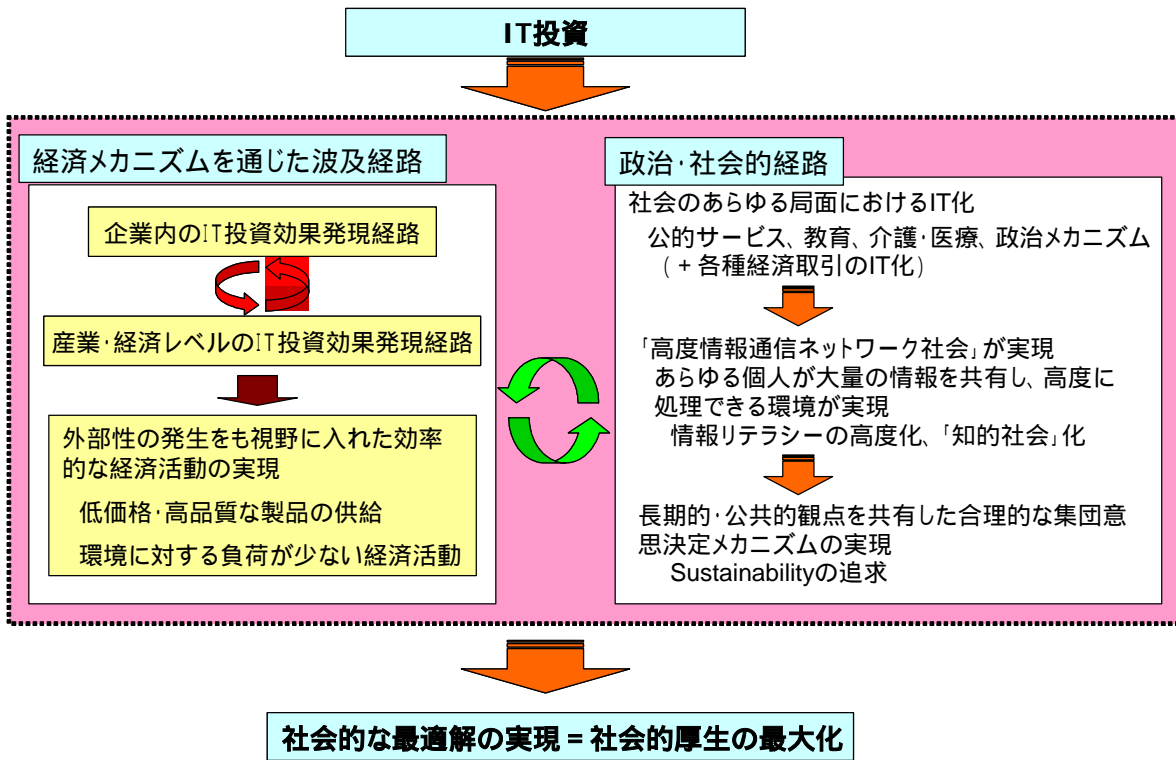 IT投資
経済メカニズムを通じた波及経路
企業内のIT投資効果発現経路
産業・経済レベルのIT投資効果発現経路
外部性の発生をも視野に入れた効率
的な経済活動の実現
低価格・高品質な製品の供給
環境に対する負荷が少ない経済活動
政治・社会的経路
社会のあらゆる局面におけるIT化
公的サービス、教育、介護・医療、政治メカニズム
(+各種経済取引のIT化)
「高度情報通信ネットワーク社会」が実現
あらゆる個人が大量の情報を共有し、高度に
処理できる環境が実現
情報リテラシーの高度化、「知的社会」化
長期的・公共的観点を共有した合理的な集団意
思決定メカニズムの実現
Sustainabilityの追求
社会的な最適解の実現 = 社会的厚生の最大化